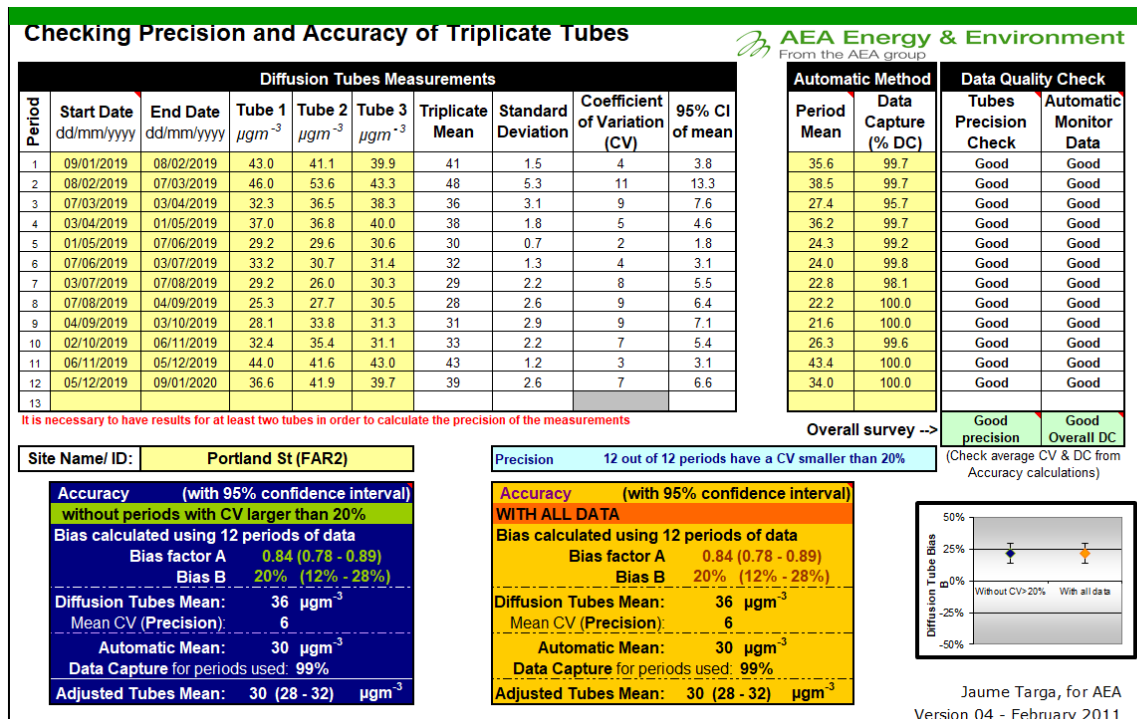 Checking Precision and Accuracy of Triplicate Tubes
AEA Energy & Environment
From the AEA group
Diffusion Tubes Measurements Automatic Method Data Quality Check
Period Start Date dd/mm/yyyy End Date dd/mm/yyyy Tube 1 µgm-3 Tube 2 µgm-3 Tube 3 µgm-3 Triplicate Mean Standard Deviation Coefficient of Variation (CV) 95% CI of mean Period Mean Data Capture (% DC) Tubes Precision Check Automatic Monitor Data
1 09/01/2019 08/02/2019 43.0 41.1 39.9 41 1.5 4 3.8 35.6 99.7 Good Good
2 08/02/2019 07/03/2019 46.0 53.6 43.3 48 5.3 11 13.3 38.5 99.7 Good Good
3 07/03/2019 03/04/2019 32.3 36.5 38.3 36 3.1 9 7.6 27.4 95.7 Good Good
4 03/04/2019 01/05/2019 37.0 36.8 40.0 38 1.8 5 4.6 36.2 99.7 Good Good
5 01/05/2019 07/06/2019 29.2 29.6 30.6 30 0.7 2 1.8 24.3 99.2 Good Good
6 07/06/2019 03/07/2019 33.2 30.7 31.4 32 1.3 4 3.1 24.0 99.8 Good Good
7 03/07/2019 07/08/2019 29.2 26.0 30.3 29 2.2 8 5.5 22.8 98.1 Good Good
8 07/08/2019 04/09/2019 25.3 27.7 30.5 28 2.6 9 6.4 22.2 100.0 Good Good
9 04/09/2019 03/10/2019 28.1 33.8 31.3 31 2.9 9 7.1 21.6 100.0 Good Good
10 02/10/2019 06/11/2019 32.4 35.4 31.1 33 2.2 7 5.4 26.3 99.6 Good Good
11 06/11/2019 05/12/2019 44.0 41.6 43.0 43 1.2 3 3.1 43.4 100.0 Good Good
12 05/12/2019 09/01/2020 36.6 41.9 39.7 39 2.6 7 6.6 34.0 100.0 Good Good
13
It is necessary to have results for at least two tubes in order to calculate the precision of the measurements
Overall survey --> Good precision Good Overall DC
Site Name/ ID: Portland St (FAR2)
Precision 12 out of 12 periods have a CV smaller than 20%
(Check average CV & DC from
Accuracy calculations)
Accuracy (with 95% confidence interval)
without periods with CV larger than 20%
Bias calculated using 12 periods of data
Bias factor A 0.84 (0.78 - 0.89)
Bias B 20% (12% - 28%)
Diffusion Tubes Mean: 36 µgm-3
Mean CV (Precision): 6
Automatic Mean: 30 µgm-3
Data Capture for periods used: 99%
Adjusted Tubes Mean: 30 (28 - 32) µgm-3
Accuracy (with 95% confidence interval)
WITH ALL DATA
Bias calculated using 12 periods of data
Bias factor A 0.84 (0.78 - 0.89)
Bias B 20% (12% - 28%)
Diffusion Tubes Mean: 36 µgm-3
Mean CV (Precision): 6
Automatic Mean: 30 µgm-3
Data Capture for periods used: 99%
Adjusted Tubes Mean: 30 (28 - 32) µgm-3
Diffusion Tube Bias B
50%
25%
0%
-25%
-50%
Without CV>20% With all data
Jaume Targa, for AEA
Version 04 - February 2011